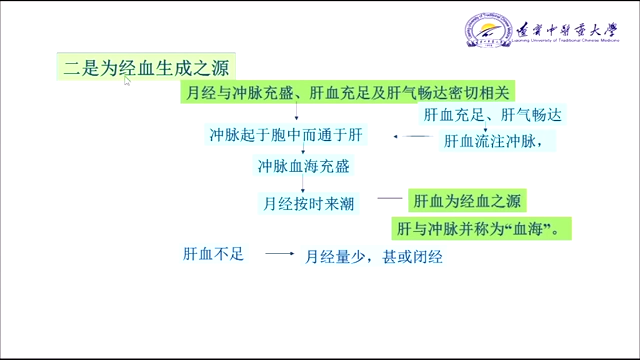 辽宁中医药大学
Liaoning University of Traditional Chinese Medicine
二是为经血生成之源
月经与冲脉充盛、肝血充足及肝气畅达密切相关
肝血充足、肝气畅达
冲脉起于胞中而通于肝
肝血流注冲脉，
冲脉血海充盛
月经按时来潮
肝血为经血之源
肝与冲脉并称为“血海”。
肝血不足
月经量少，甚或闭经